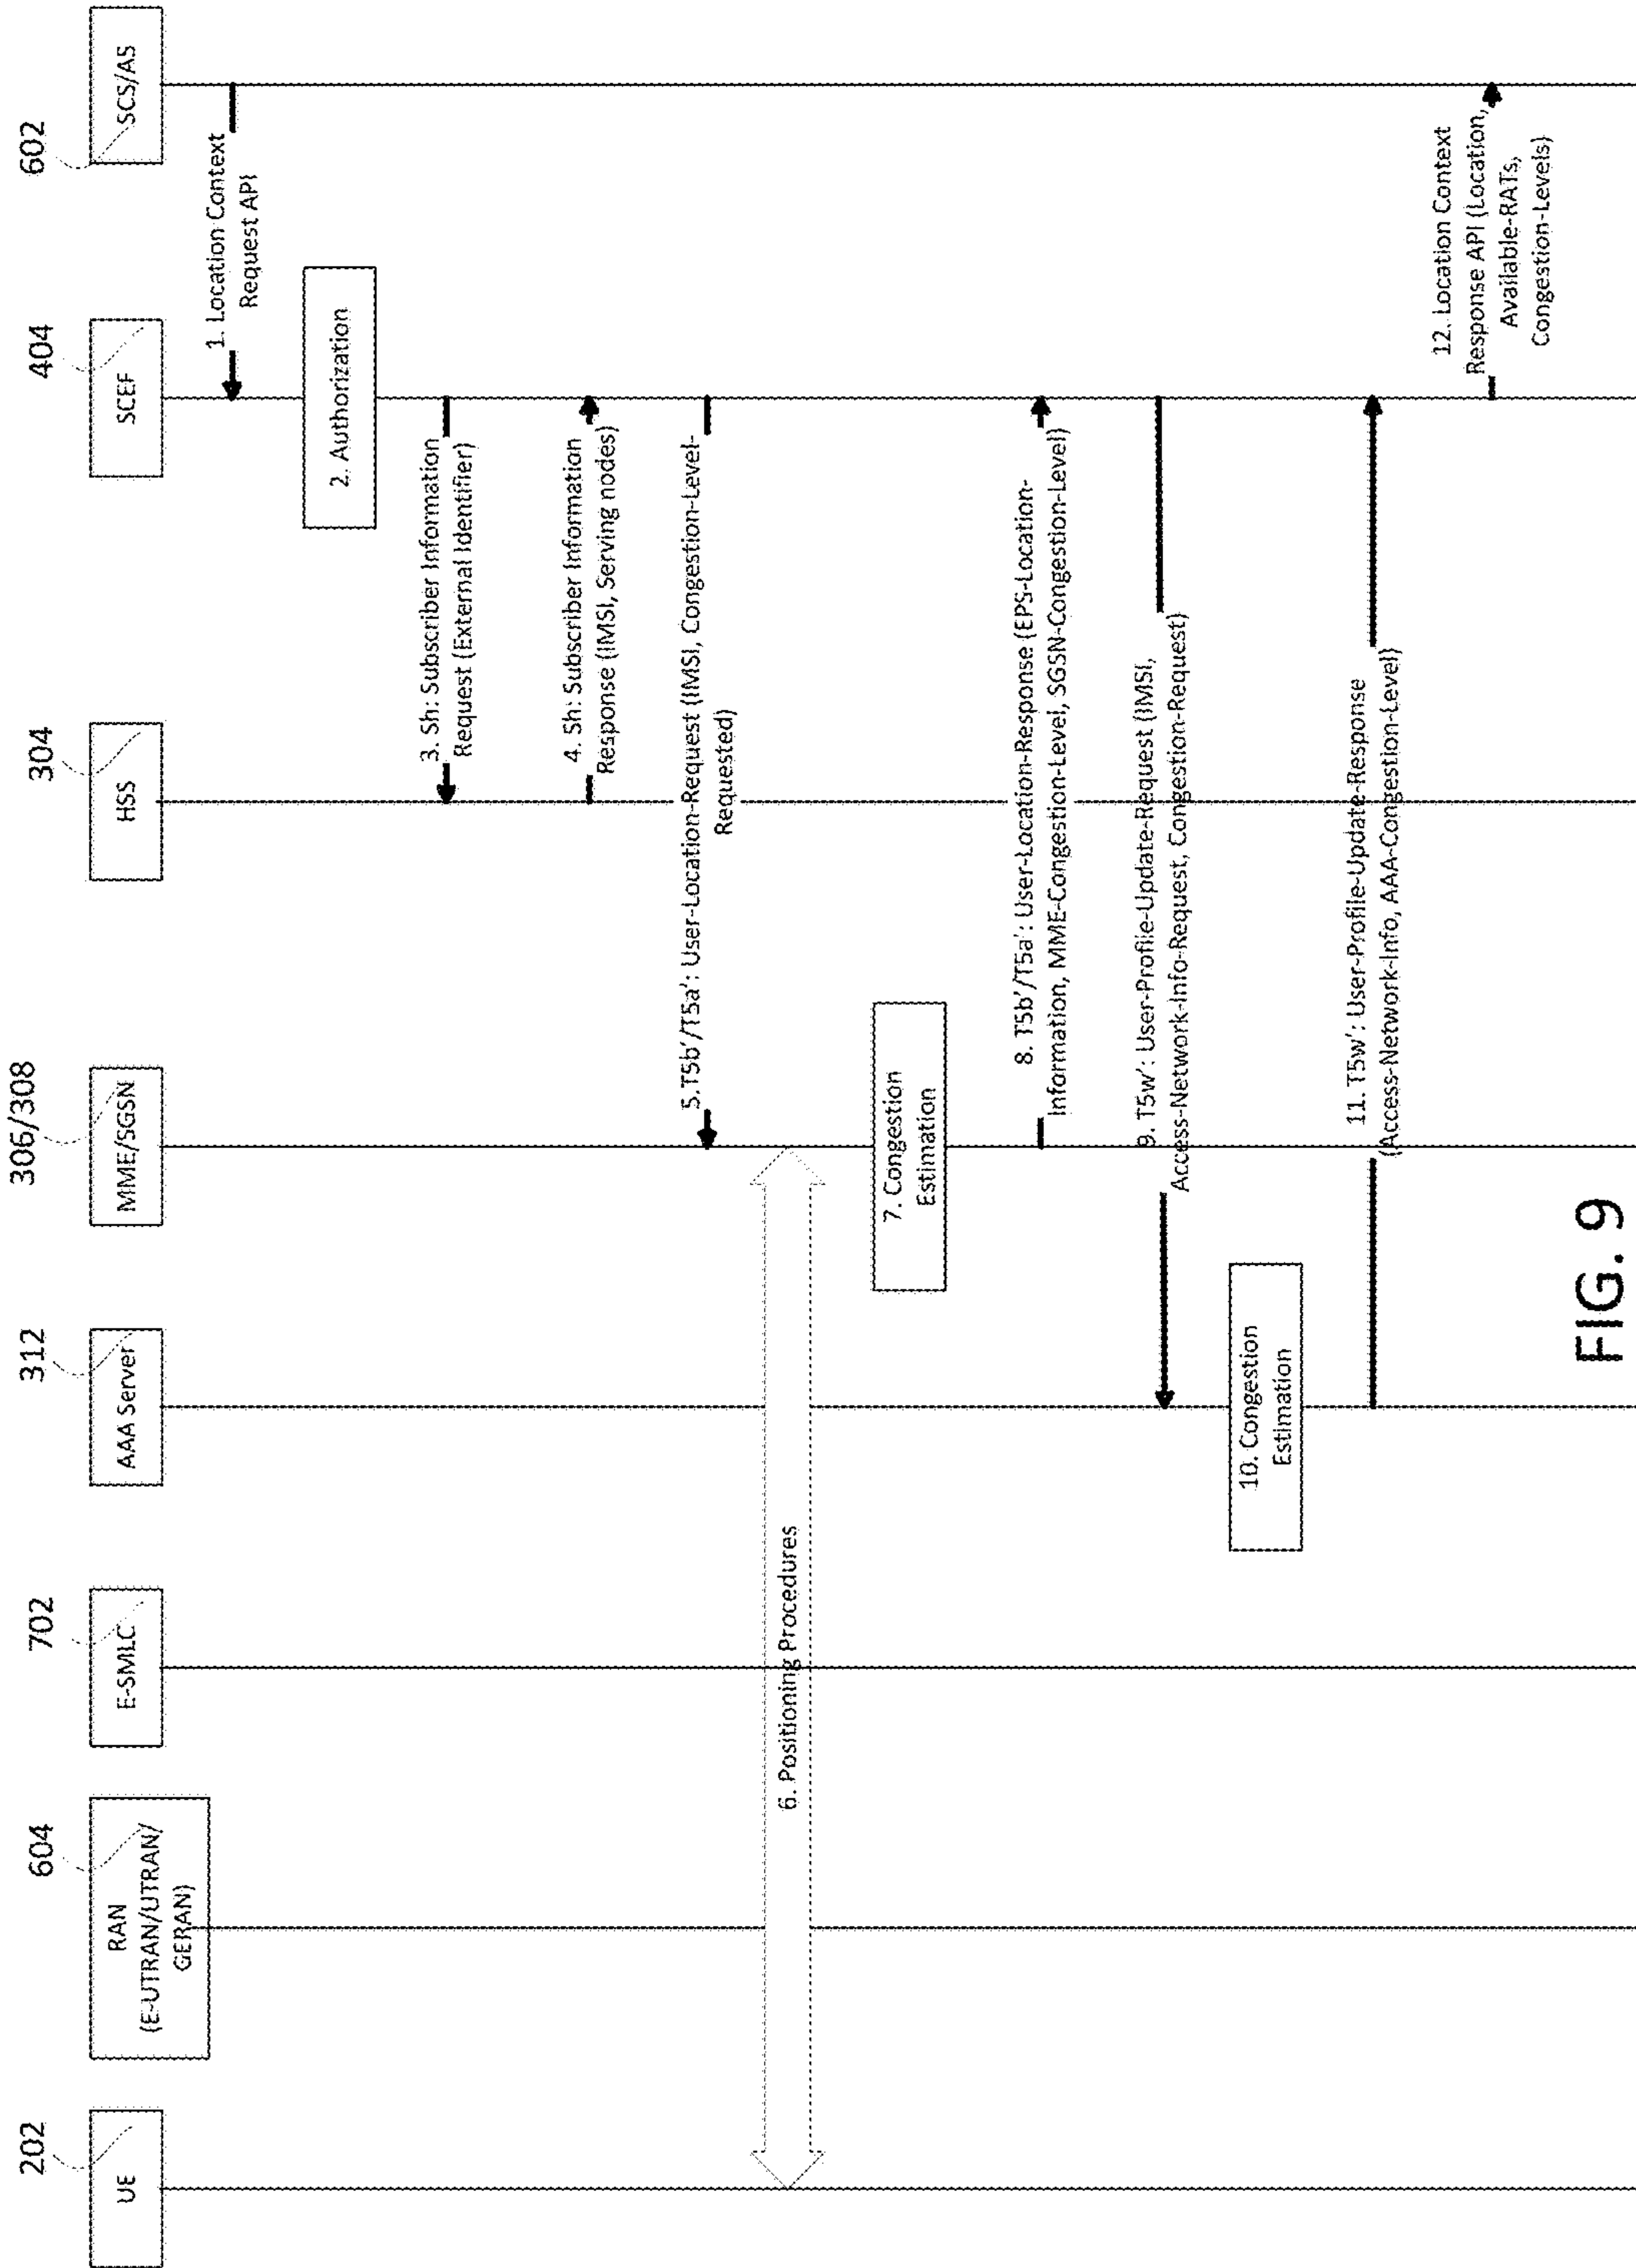 202
604
702
312
306/308
304
404
602
UE
RAN
(E-UTRAN/UTRAN/
GERAN)
E-SMLC
AAA Server
MME/SGSN
HSS
SCEF
SCS/AS
1. Location Context
Request API
2. Authorization
3. Sh: Subscriber Information
Request (External Identifier)
4. Sh: Subscriber Information
Response (IMSI, Serving nodes)
5.T5b'/T5a': User-Location-Request (IMSI, Congestion-Level-
Requested)
6. Positioning Procedures
7. Congestion
Estimation
8. T5b'/T5a': User-Location-Response (EPS-Location-
Information, MME-Congestion-Level, SGSN-Congestion-Level)
9. T5w': User-Profile-Update-Request (IMSI,
Access-Network-Info-Request, Congestion-Request)
10. Congestion
Estimation
11. T5w': User-Profile-Update-Response
(Access-Network-Info, AAA-Congestion-Level)
12. Location Context
Response API (Location,
Available-RATs,
Congestion-Levels)
FIG. 9